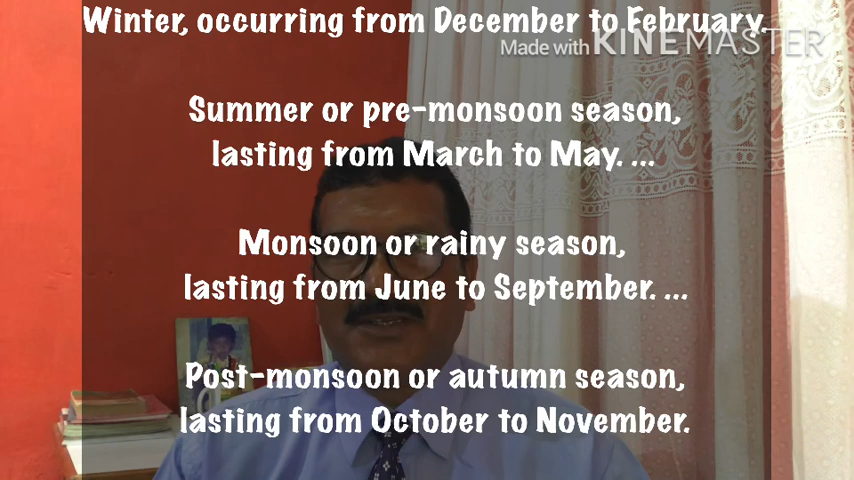 Winter, occurring from December to February.
Made with KINEMASTER
Summer or pre-monsoon season,
lasting from March to May. ...
Monsoon or rainy season,
lasting from June to September. ...
Post-monsoon or autumn season,
lasting from October to November.